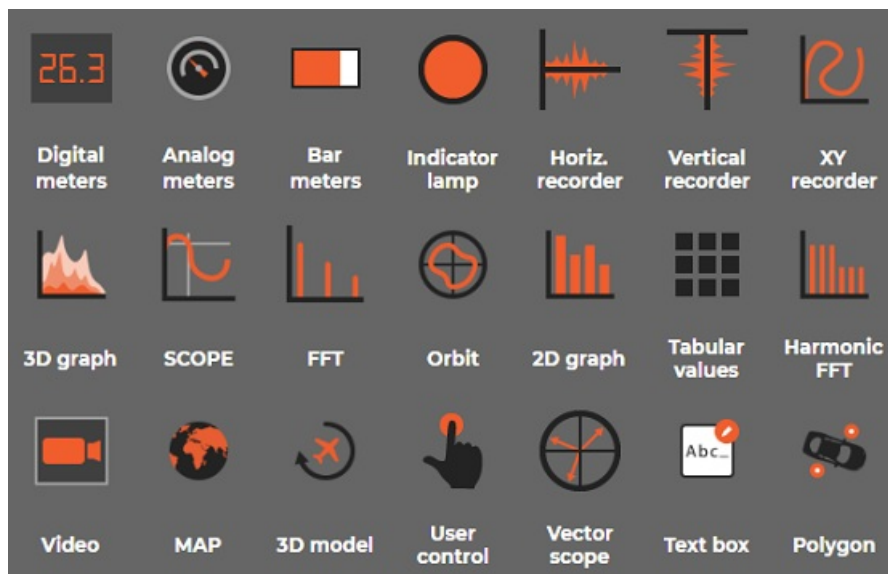 26.3
Digital meters
Analog meters
Bar meters
Indicator lamp
Horiz. recorder
Vertical recorder
XY recorder
3D graph
SCOPE
FFT
Orbit
2D graph
Tabular values
Harmonic FFT
Abc_
Video
MAP
3D model
User control
Vector scope
Text box
Polygon